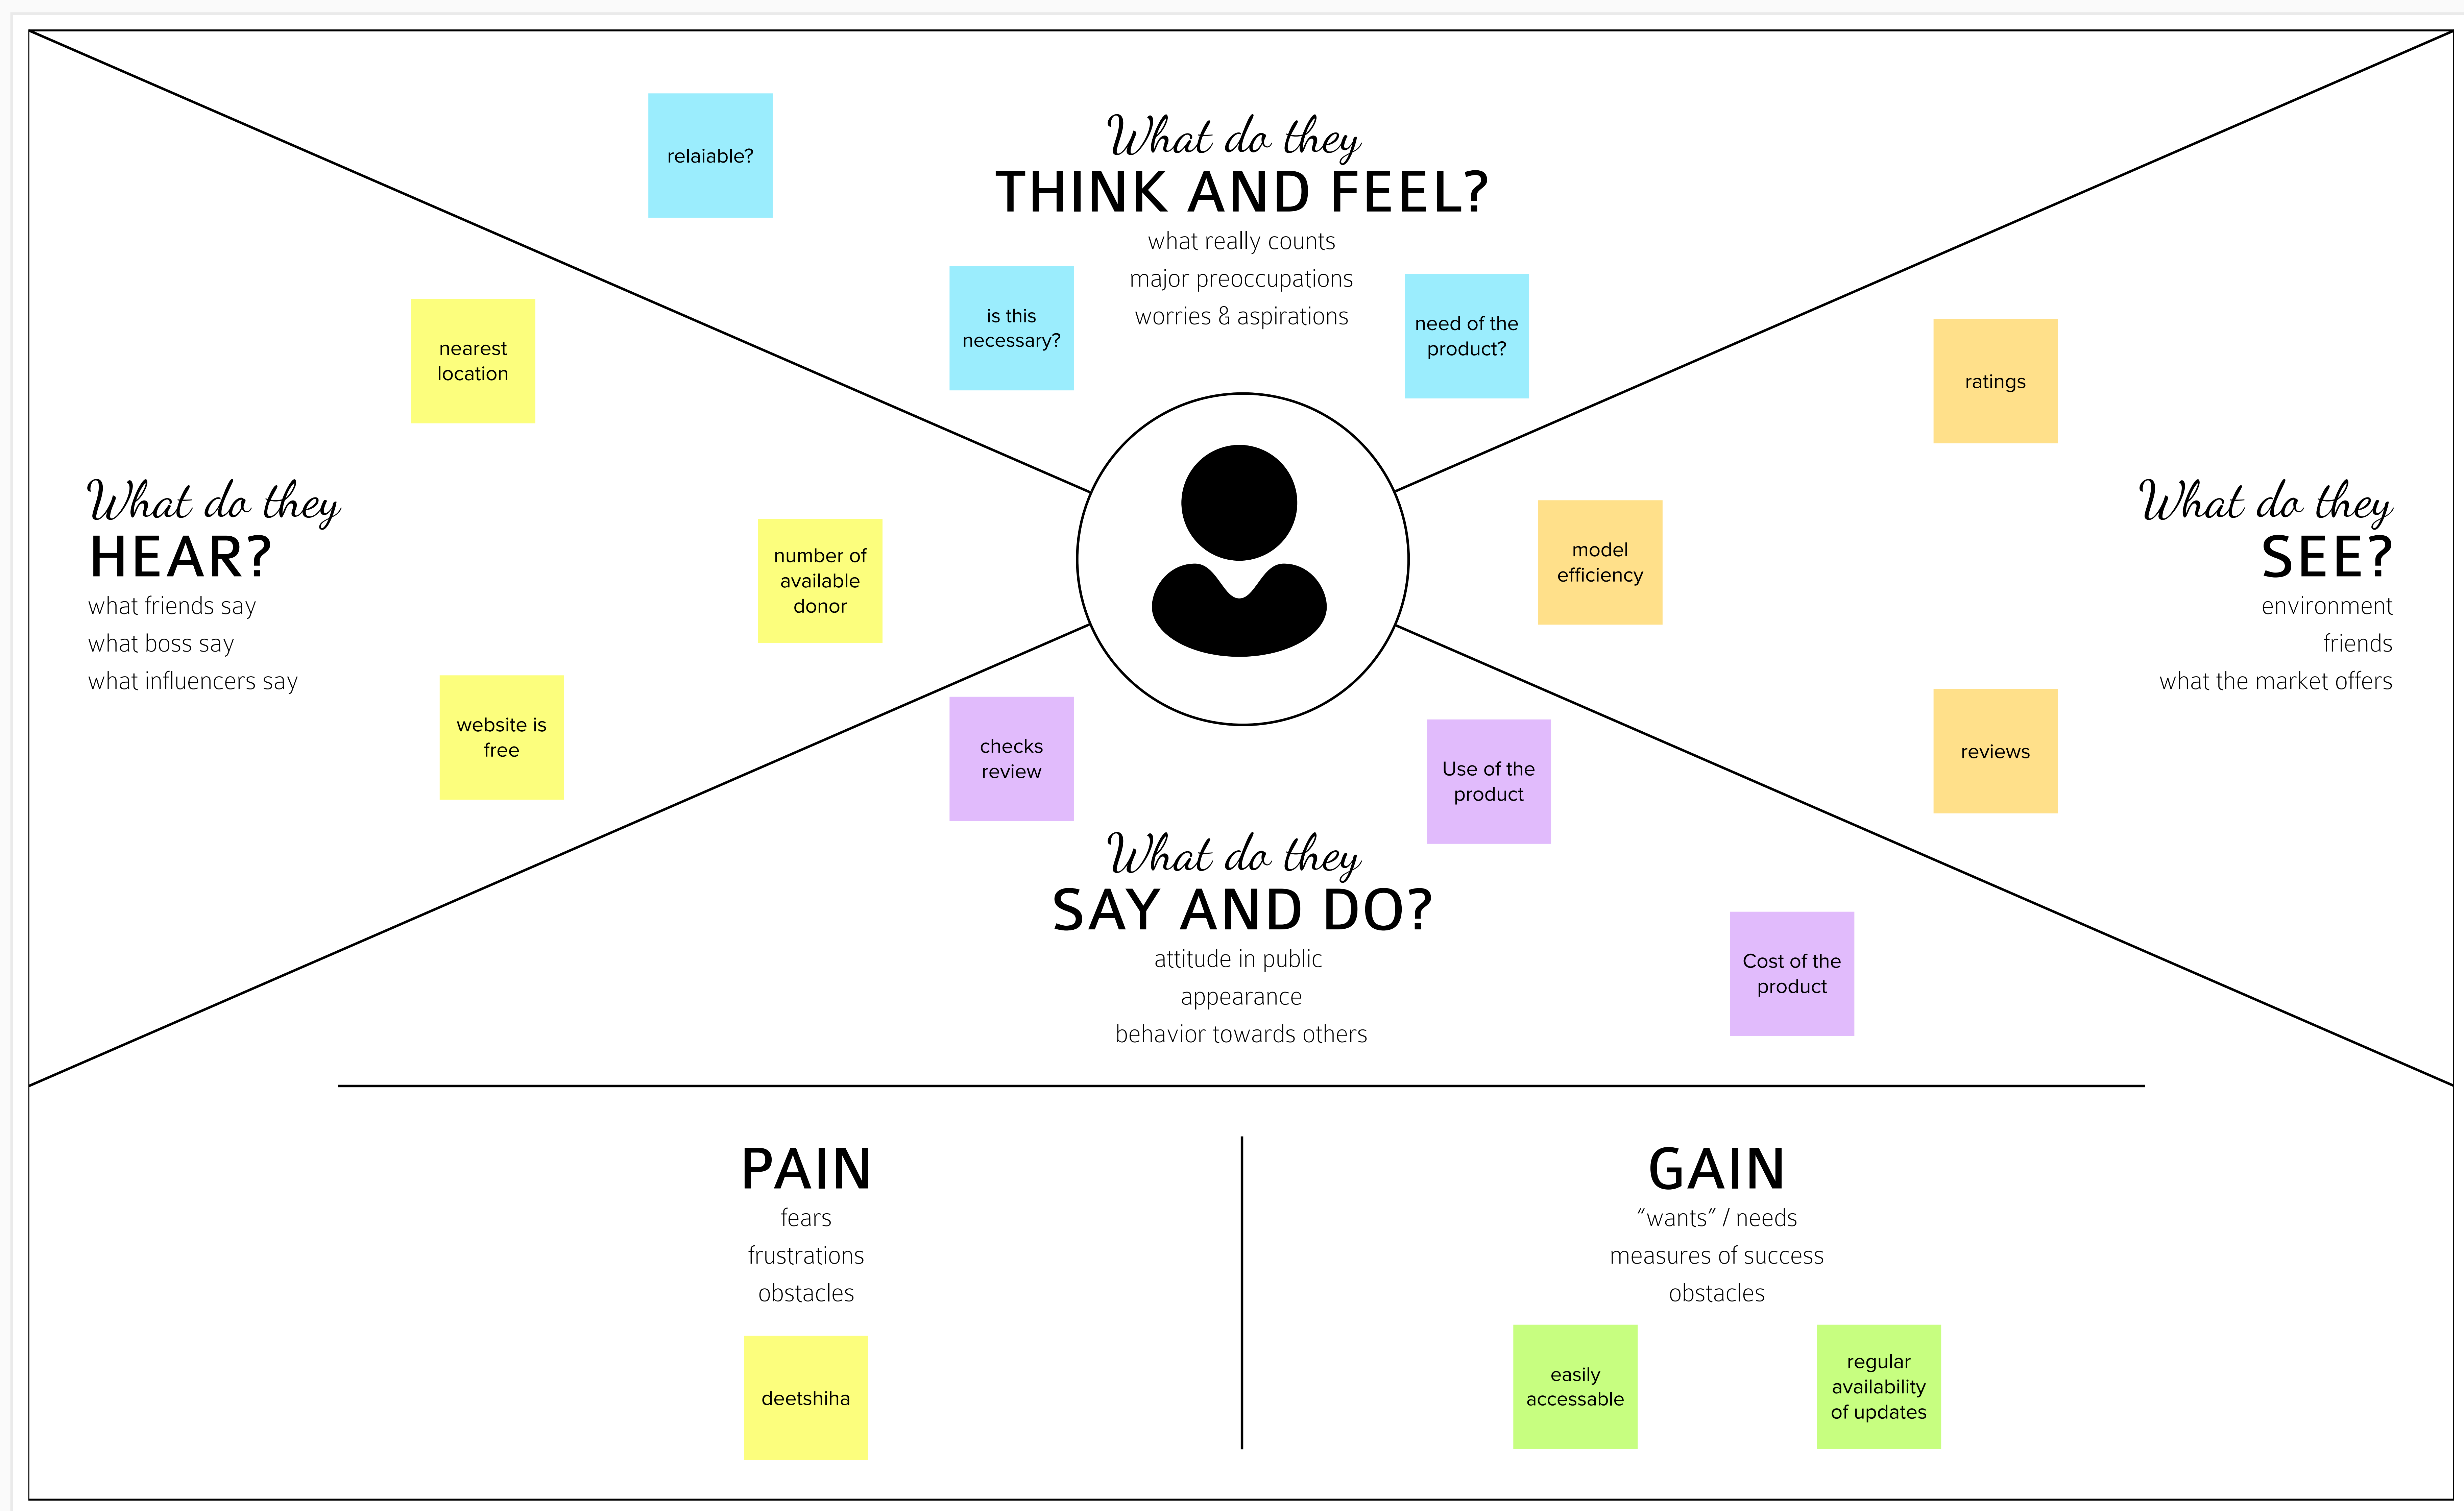 relaiable?
What do they
THINK AND FEEL?
what really counts
major preoccupations
worries & aspirations
is this
necessary?
need of the
product?
nearest
location
number of
available
donor
What do they
HEAR?
what friends say
what boss say
what influencers say
website is
free
ratings
model
efficiency
What do they
SEE?
environment
friends
what the market offers
reviews
checks
review
Use of the
product
What do they
SAY AND DO?
attitude in public
appearance
behavior towards others
Cost of the
product
PAIN
fears
frustrations
obstacles
deetshiha
GAIN
“wants” / needs
measures of success
obstacles
easily
accessable
regular
availability
of updates